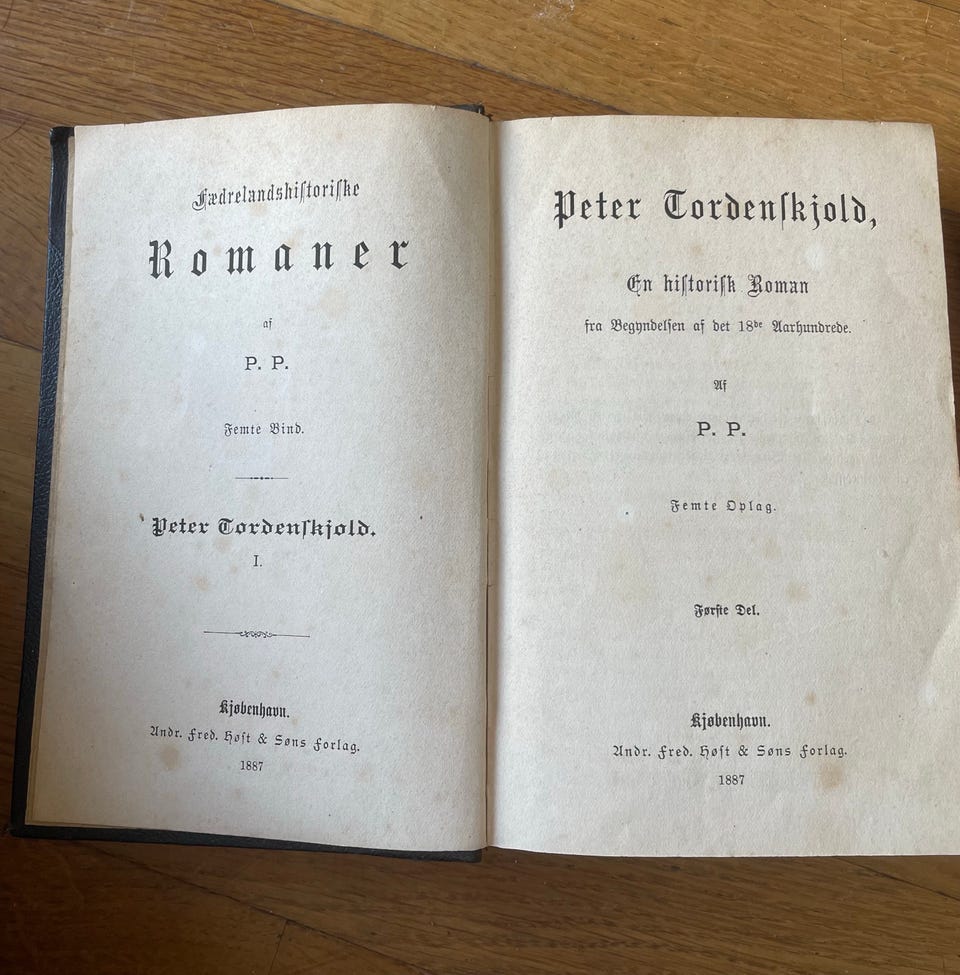 Fædrelandshistoriske
Romaner
af
P. P.
Femte Bind.
Peter Tordenskjold.
I.
Kjøbenhavn.
Andr. Fred. Høst & Søns Forlag.
1887
Peter Tordenskjold,
En historisk Roman
fra Begyndelsen af det 18de Aarhundrede.
Af
P. P.
Femte Oplag.
Første Del.
Kjøbenhavn.
Andr. Fred. Høst & Søns Forlag.
1887